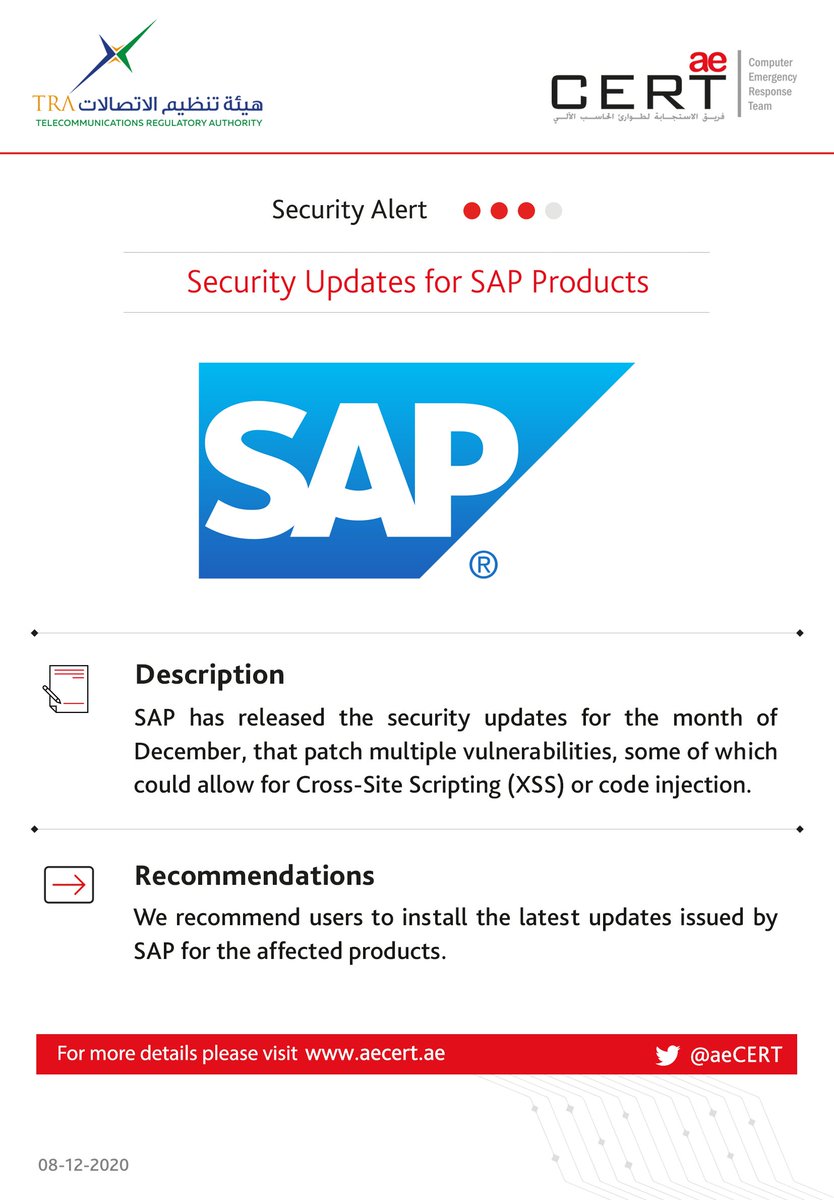 TRA هيئة تنظيم الاتصالات
TELECOMMUNICATIONS REGULATORY AUTHORITY
ae
CERT
فريق الاستجابة لطوارئ الحاسب الآلي
Computer
Emergency
Response
Team
Security Alert
Security Updates for SAP Products
SAP
®
Description
SAP has released the security updates for the month of
December, that patch multiple vulnerabilities, some of which
could allow for Cross-Site Scripting (XSS) or code injection.
Recommendations
We recommend users to install the latest updates issued by
SAP for the affected products.
For more details please visit www.aecert.ae
@aeCERT
08-12-2020